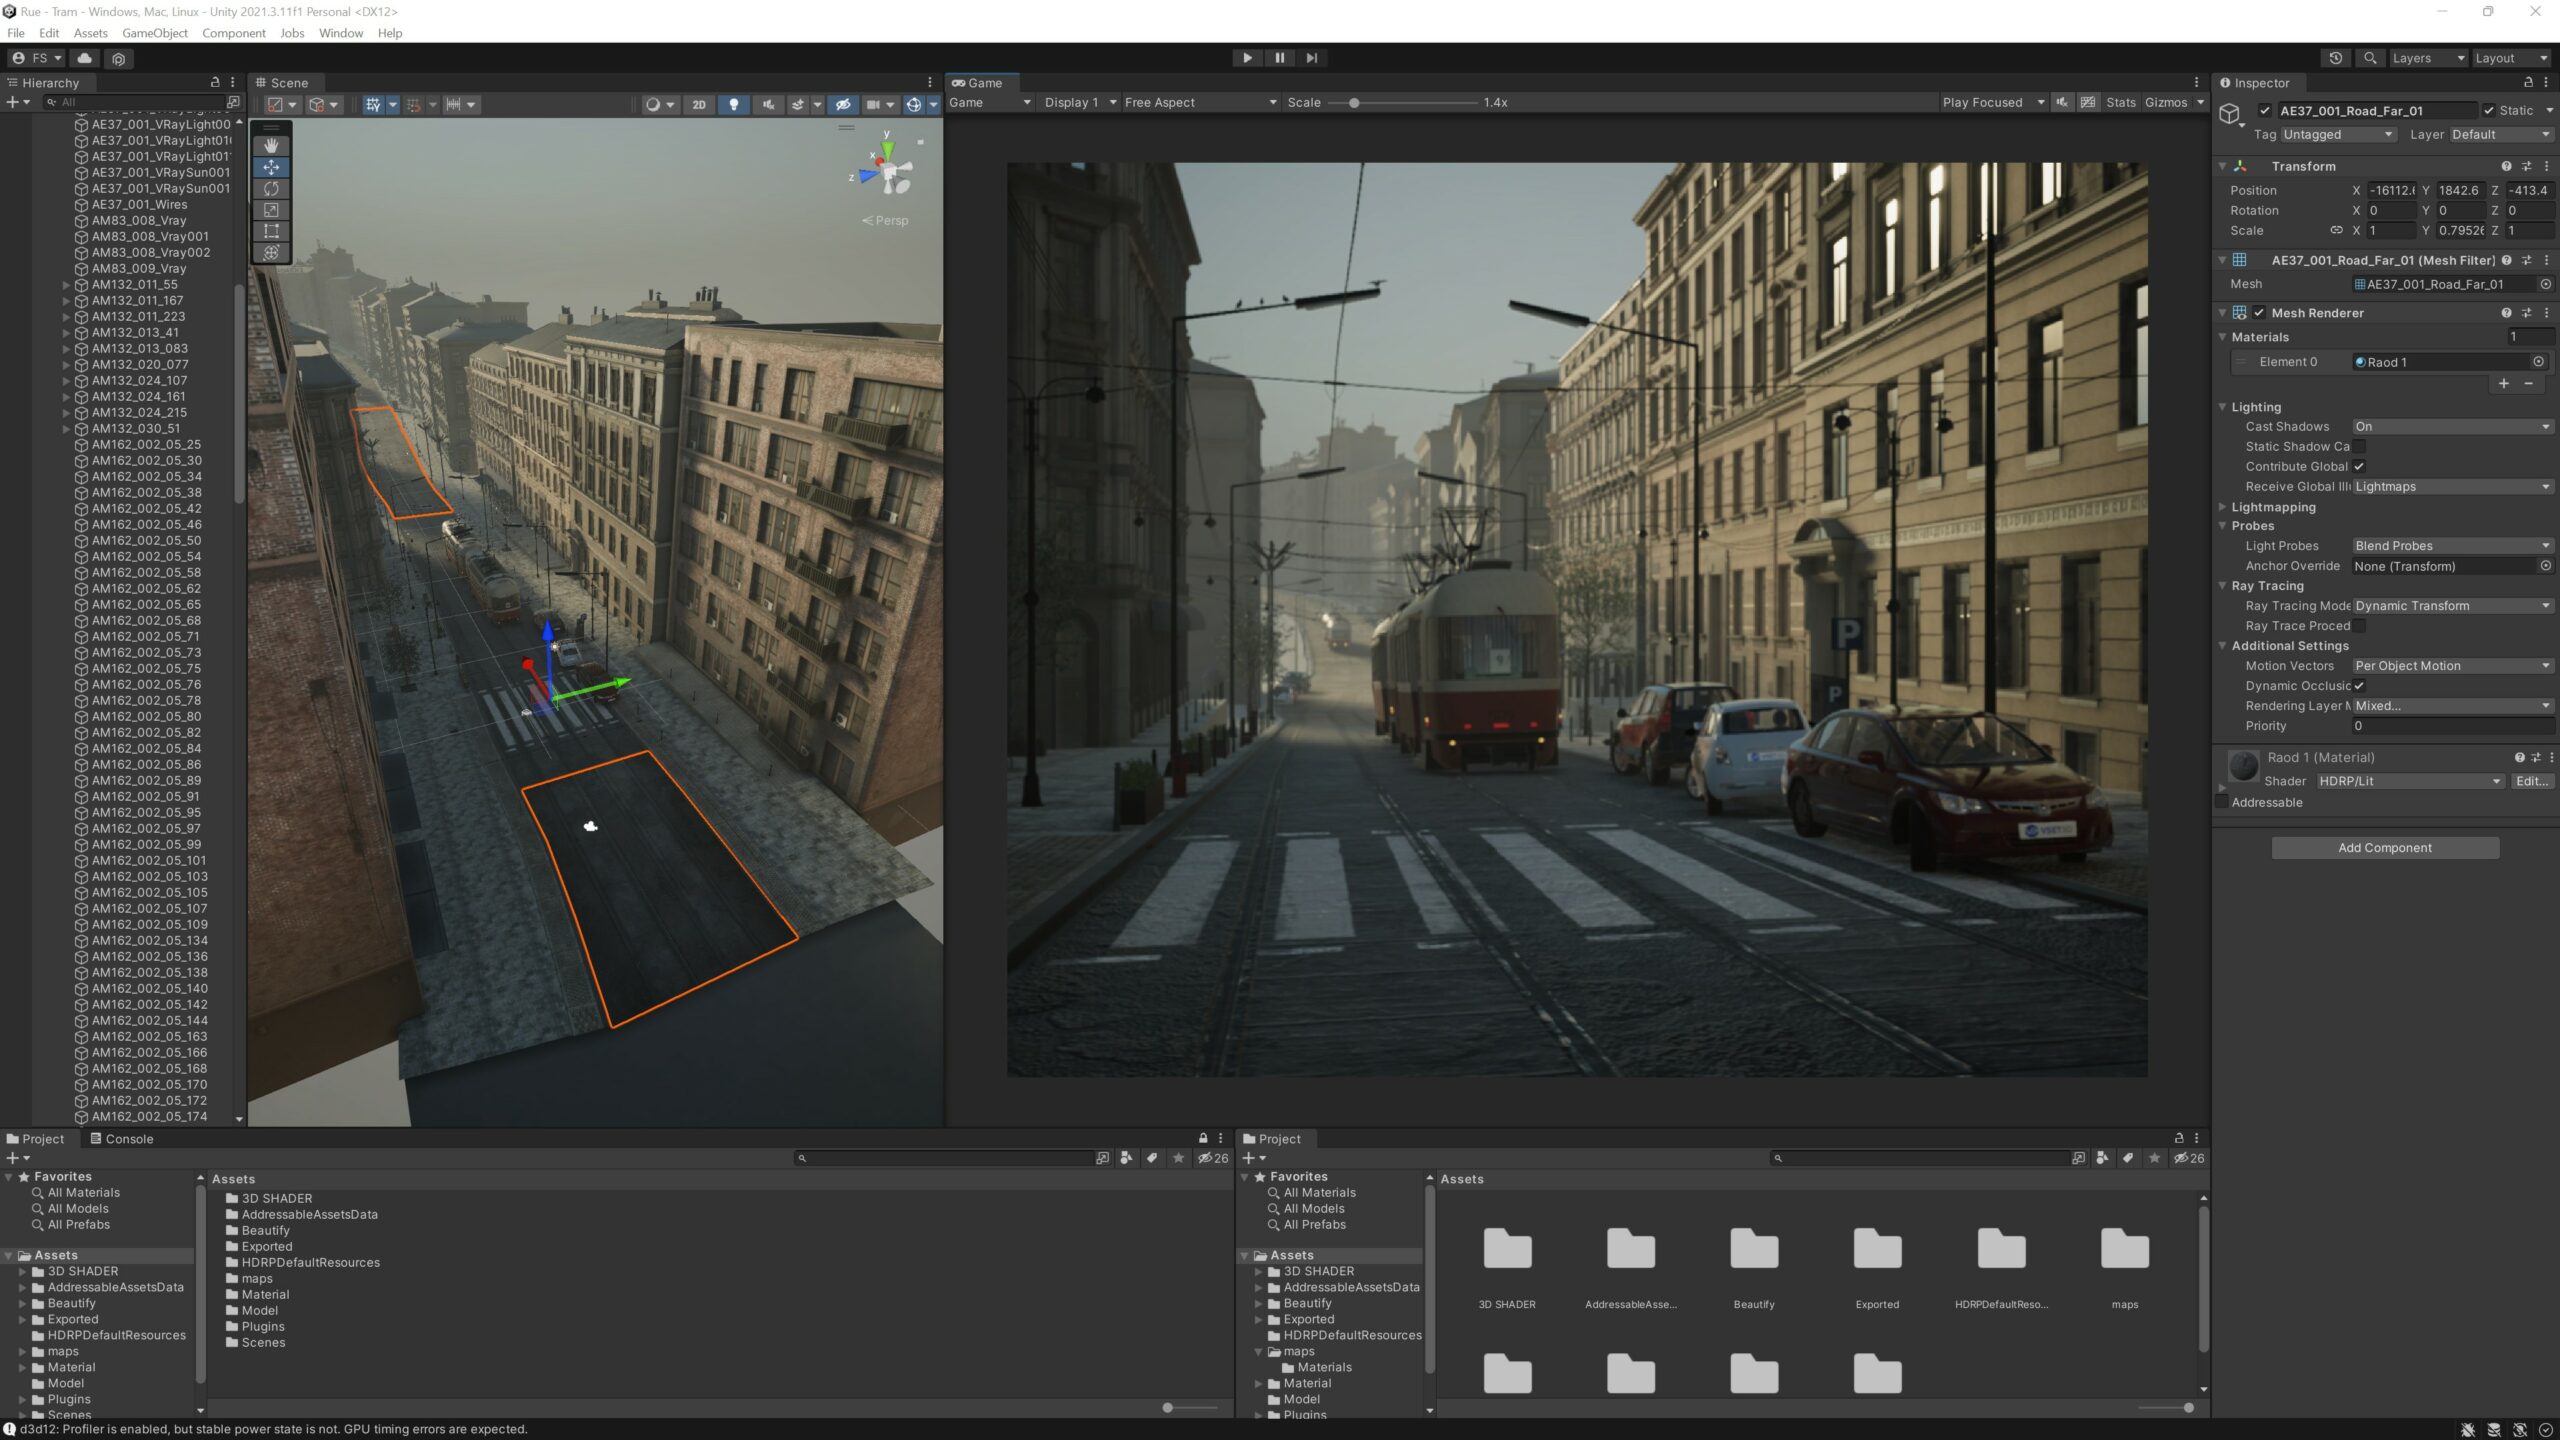 Rue - Tram - Windows, Mac, Linux - Unity 2021.3.11f1 Personal <DX12>
File Edit Assets GameObject Component Jobs Window Help
FS
Layers Layout
Hierarchy
All
AE37_001_VRayLight00
AE37_001_VRayLight01
AE37_001_VRayLight01
AE37_001_VRaySun001
AE37_001_VRaySun001
AE37_001_Wires
AM83_008_Vray
AM83_008_Vray001
AM83_008_Vray002
AM83_009_Vray
AM132_011_55
AM132_011_167
AM132_011_223
AM132_013_41
AM132_013_083
AM132_020_077
AM132_024_107
AM132_024_161
AM132_024_215
AM132_030_51
AM162_002_05_25
AM162_002_05_30
AM162_002_05_34
AM162_002_05_38
AM162_002_05_42
AM162_002_05_46
AM162_002_05_50
AM162_002_05_54
AM162_002_05_58
AM162_002_05_62
AM162_002_05_65
AM162_002_05_68
AM162_002_05_71
AM162_002_05_73
AM162_002_05_75
AM162_002_05_76
AM162_002_05_78
AM162_002_05_80
AM162_002_05_82
AM162_002_05_84
AM162_002_05_86
AM162_002_05_89
AM162_002_05_91
AM162_002_05_95
AM162_002_05_97
AM162_002_05_99
AM162_002_05_101
AM162_002_05_103
AM162_002_05_105
AM162_002_05_107
AM162_002_05_109
AM162_002_05_134
AM162_002_05_136
AM162_002_05_138
AM162_002_05_140
AM162_002_05_142
AM162_002_05_144
AM162_002_05_163
AM162_002_05_166
AM162_002_05_168
AM162_002_05_170
AM162_002_05_172
AM162_002_05_174
Scene
2D
y
x
z
Persp
Game
Game Display 1 Free Aspect Scale 1.4x Play Focused Stats Gizmos
P
P
9
Inspector
AE37_001_Road_Far_01 Static
Tag Untagged Layer Default
Transform
Position X -16112.6 Y 1842.6 Z -413.4
Rotation X 0 Y 0 Z 0
Scale X 1 Y 0.79526 Z 1
AE37_001_Road_Far_01 (Mesh Filter)
Mesh AE37_001_Road_Far_01
Mesh Renderer
Materials 1
Element 0 Raod 1
Lighting
Cast Shadows On
Static Shadow Ca
Contribute Global
Receive Global Illu Lightmaps
Lightmapping
Probes
Light Probes Blend Probes
Anchor Override None (Transform)
Ray Tracing
Ray Tracing Mode Dynamic Transform
Ray Trace Proced
Additional Settings
Motion Vectors Per Object Motion
Dynamic Occlusic
Rendering Layer M Mixed...
Priority 0
Raod 1 (Material)
Shader HDRP/Lit Edit...
Addressable
Add Component
Project Console
26
Favorites
All Materials
All Models
All Prefabs
Assets
3D SHADER
AddressableAssetsData
Beautify
Exported
HDRPDefaultResources
maps
Material
Model
Plugins
Scenes
Assets
3D SHADER
AddressableAssetsData
Beautify
Exported
HDRPDefaultResources
maps
Material
Model
Plugins
Scenes
Project
26
Favorites
All Materials
All Models
All Prefabs
Assets
3D SHADER
AddressableAssetsData
Beautify
Exported
HDRPDefaultResources
maps
Materials
Material
Model
Plugins
Assets
3D SHADER AddressableAsse... Beautify Exported HDRPDefaultReso... maps
d3d12: Profiler is enabled, but stable power state is not. GPU timing errors are expected.